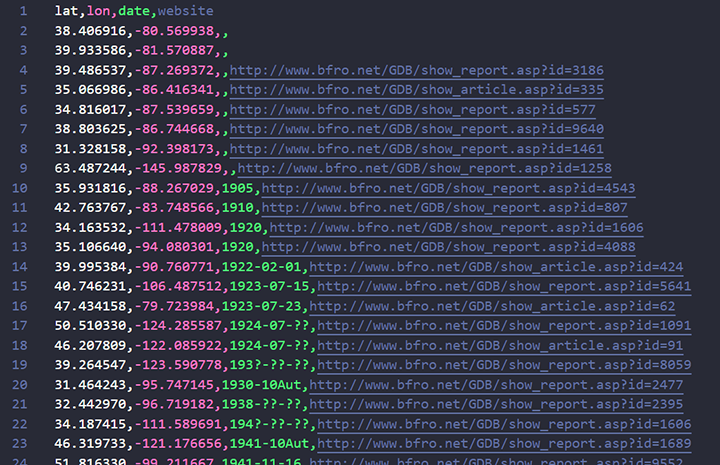 1 lat,lon,date,website
2 38.406916,-80.569938,,
3 39.933586,-81.570887,,
4 39.486537,-87.269372,,http://www.bfro.net/GDB/show_report.asp?id=3186
5 35.066986,-86.416341,,http://www.bfro.net/GDB/show_article.asp?id=335
6 34.816017,-87.539659,,http://www.bfro.net/GDB/show_report.asp?id=577
7 38.803625,-86.744668,,http://www.bfro.net/GDB/show_report.asp?id=9640
8 31.328158,-92.398173,,http://www.bfro.net/GDB/show_report.asp?id=1461
9 63.487244,-145.987829,,http://www.bfro.net/GDB/show_report.asp?id=1258
10 35.931816,-88.267029,1905,http://www.bfro.net/GDB/show_report.asp?id=4543
11 42.763767,-83.748566,1910,http://www.bfro.net/GDB/show_report.asp?id=807
12 34.163532,-111.478009,1920,http://www.bfro.net/GDB/show_report.asp?id=1606
13 35.106640,-94.080301,1920,http://www.bfro.net/GDB/show_report.asp?id=4088
14 39.995384,-90.760771,1922-02-01,http://www.bfro.net/GDB/show_article.asp?id=424
15 40.746231,-106.487512,1923-07-15,http://www.bfro.net/GDB/show_report.asp?id=5641
16 47.434158,-79.723984,1923-07-23,http://www.bfro.net/GDB/show_article.asp?id=62
17 50.510330,-124.285587,1924-07-??,http://www.bfro.net/GDB/show_report.asp?id=1091
18 46.207809,-122.085922,1924-07-??,http://www.bfro.net/GDB/show_article.asp?id=91
19 39.264547,-123.590778,193?-??-??,http://www.bfro.net/GDB/show_report.asp?id=8059
20 31.464243,-95.747145,1930-10Aut,http://www.bfro.net/GDB/show_report.asp?id=2477
21 32.442970,-96.719182,1938-??-??,http://www.bfro.net/GDB/show_report.asp?id=2395
22 34.187415,-111.589691,194?-??-??,http://www.bfro.net/GDB/show_report.asp?id=1606
23 46.319733,-121.176656,1941-10Aut,http://www.bfro.net/GDB/show_report.asp?id=1689
24 51.816330,-99.211667,1941-11-16,http://www.bfro.net/GDB/show_report.asp?id=9552